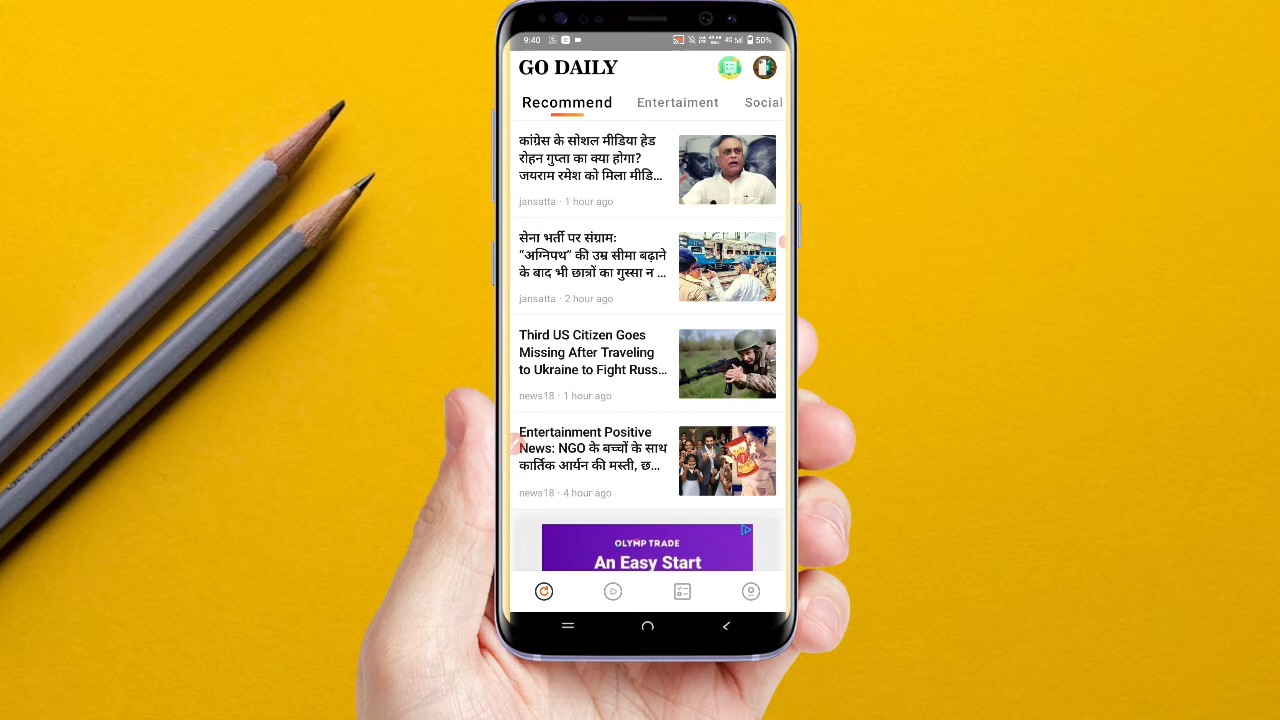 9:40
4G
50%
GO DAILY
Recommend Entertaiment Social
कांग्रेस के सोशल मीडिया हेड
रोहन गुप्ता का क्या होगा?
जयराम रमेश को मिला मीडि...
jansatta · 1 hour ago
सेना भर्ती पर संग्राम:
“अग्निपथ” की उम्र सीमा बढ़ाने
के बाद भी छात्रों का गुस्सा न ...
jansatta · 2 hour ago
Third US Citizen Goes
Missing After Traveling
to Ukraine to Fight Russ...
news18 · 1 hour ago
Entertainment Positive
News: NGO के बच्चों के साथ
कार्तिक आर्यन की मस्ती, छ...
news18 · 4 hour ago
OLYMP TRADE
An Easy Start